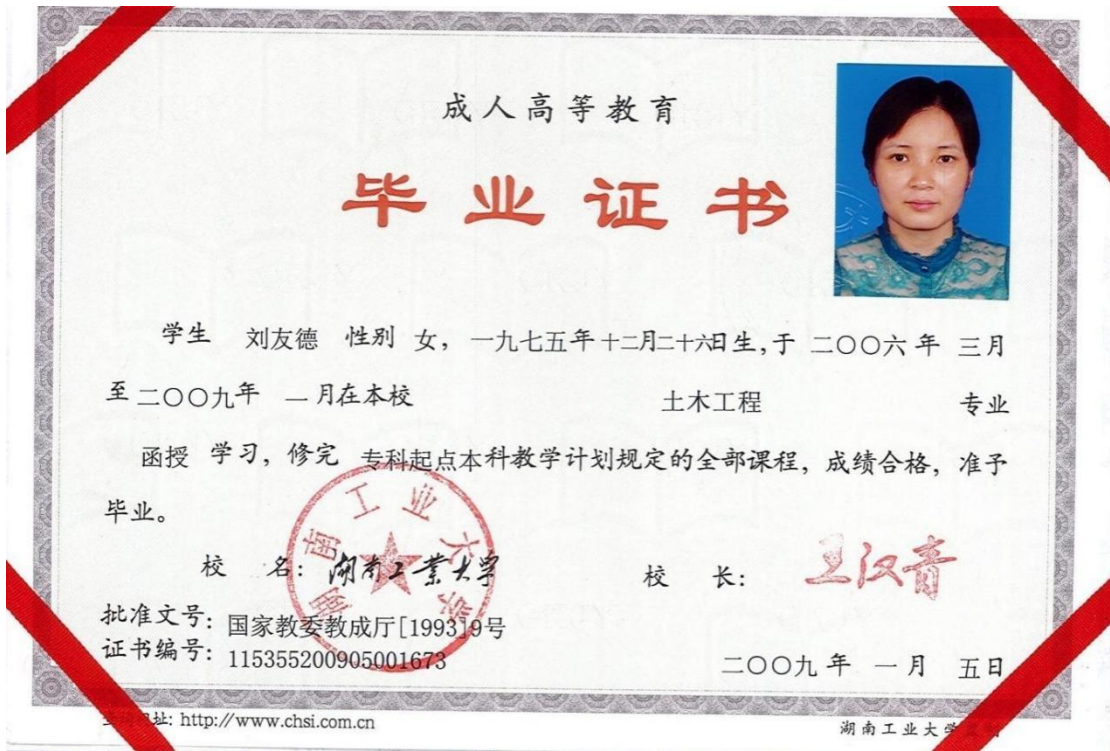 成人高等教育
毕业证书
学生 刘友德 性别 女，一九七五年十二月二十六日生，于 二〇〇六年 三月
至二〇〇九年 一月在本校 土木工程 专业
函授 学习，修完 专科起点本科教学计划规定的全部课程，成绩合格，准予
毕业。
湖南工业大学
校 名：湖南工業大学 校 长：王汉青
批准文号：国家教委教成厅[1993]9号
证书编号：115355200905001673
二〇〇九年 一月 五日
址: http://www.chsi.com.cn 湖南工业大学